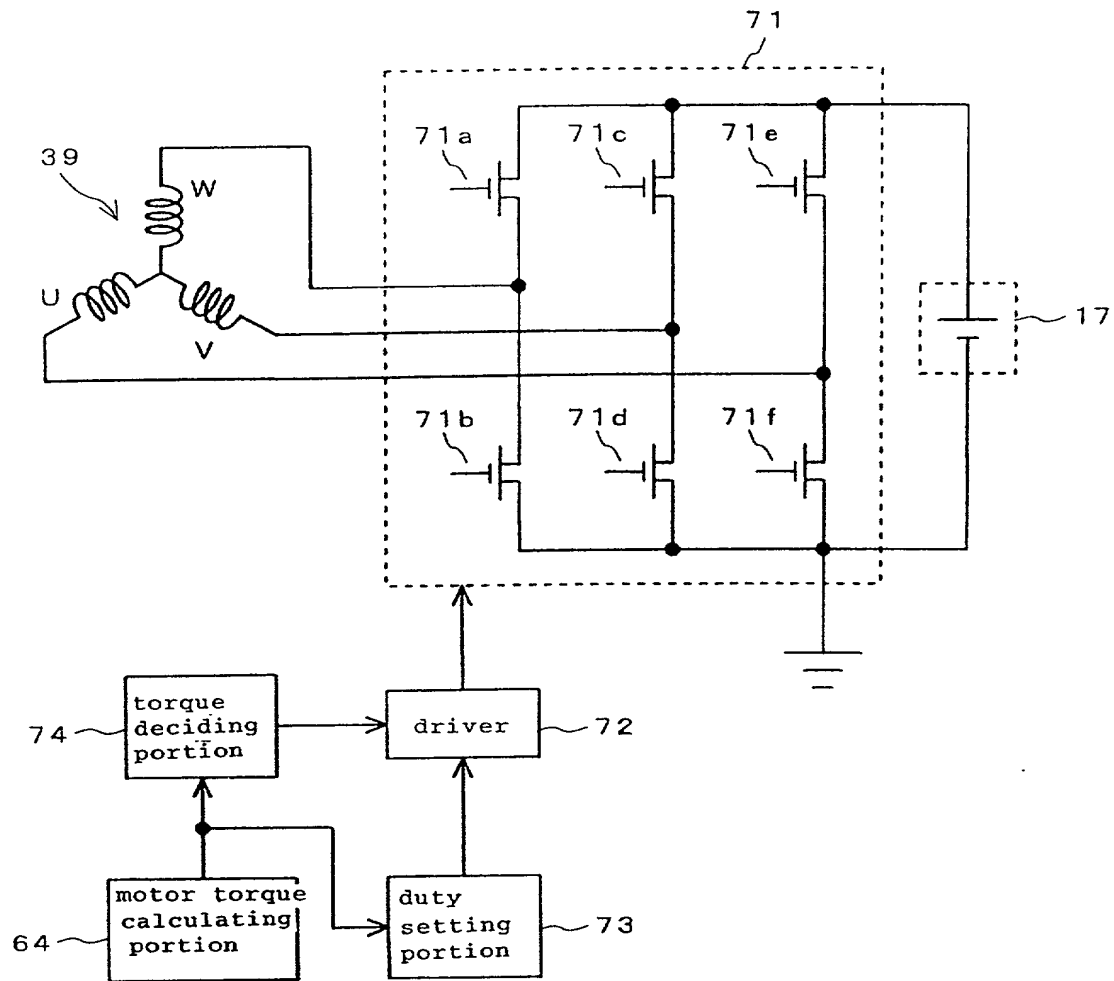 71
71a
71c
71e
39
W
U
V
17
71b
71d
71f
torque
deciding
portion
74
driver
72
motor torque
calculating
portion
64
duty
setting
portion
73